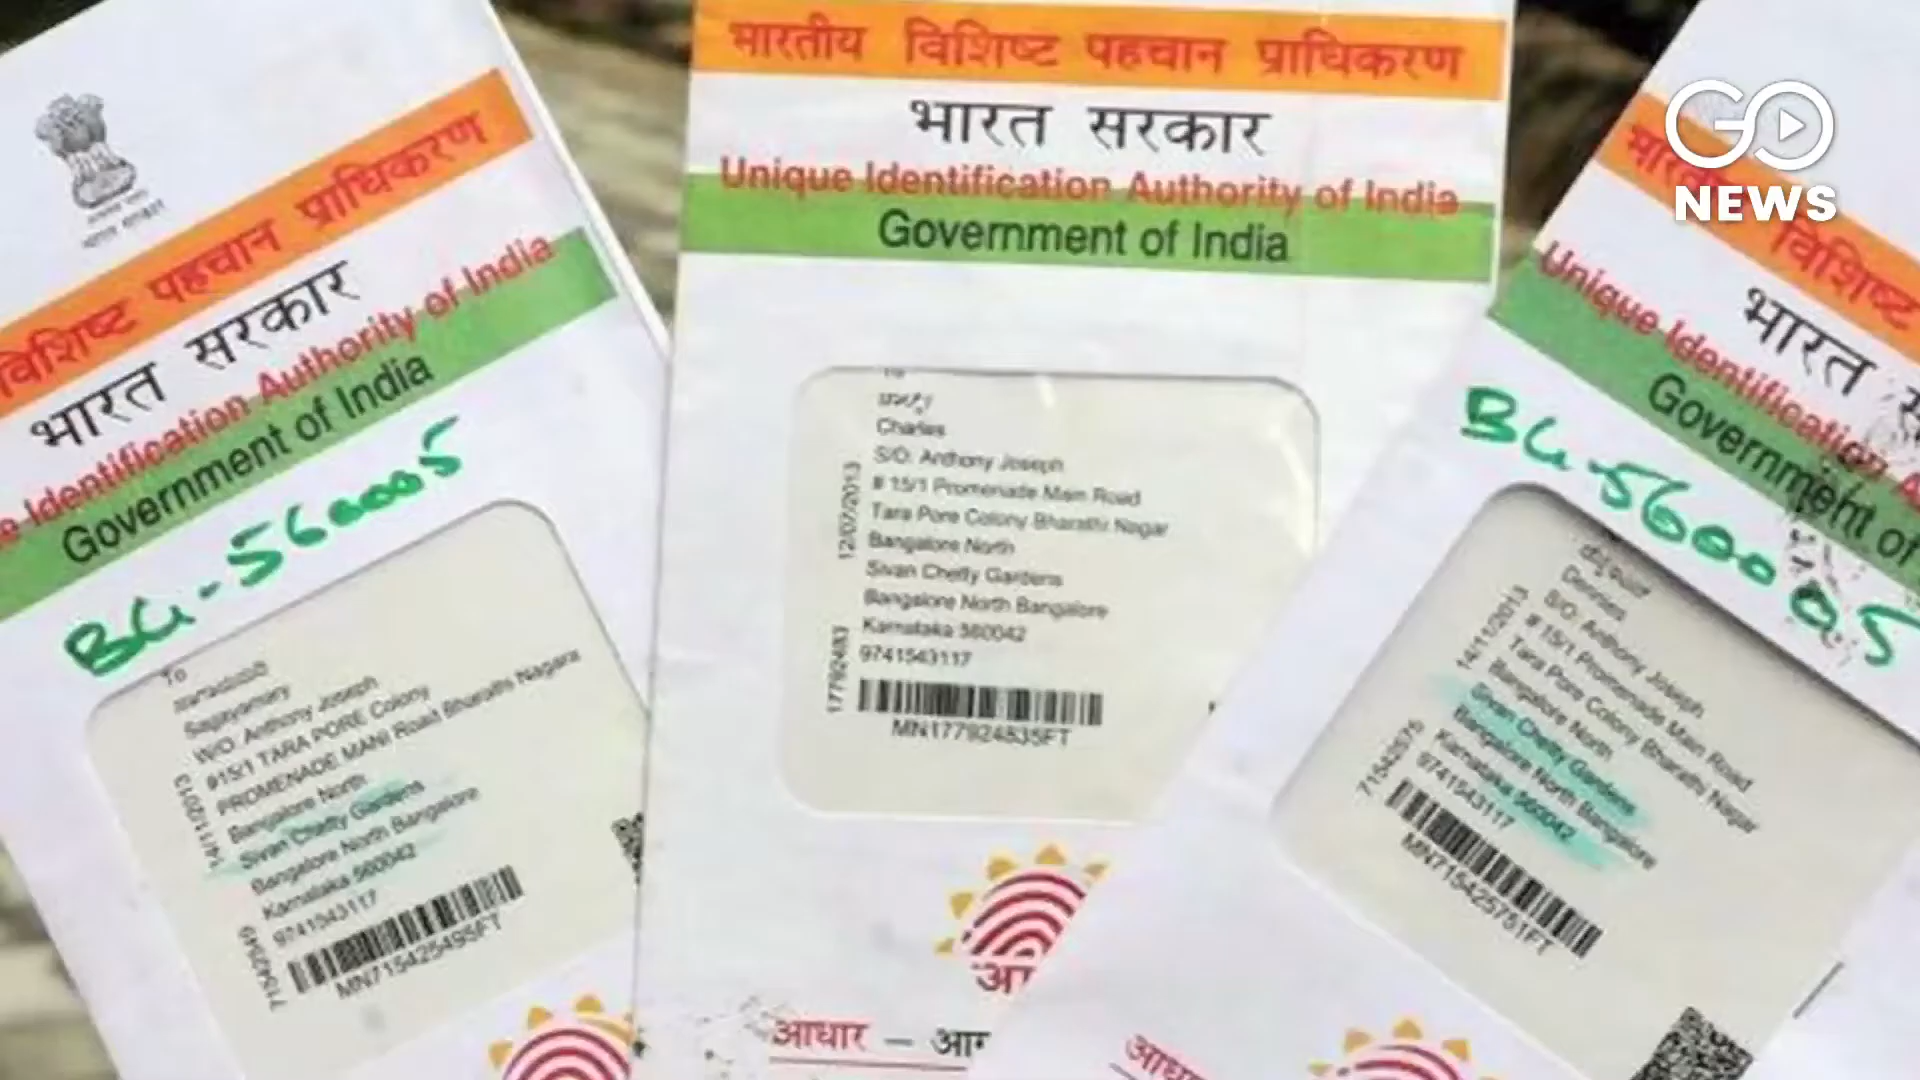 विशिष्ट पहचान प्राधिकरण
भारत सरकार
Identification Authority of India
Government of India
BG-560005
To
Sagayamary
W/O: Anthony Joseph
#15/1 TARA PORE Colony
PROMENADE MANI Road Bharathi Nagara
Bangalore North
Sivan Chetty Gardens
Bangalore North Bangalore
Karnataka 560042
9741543117
14/11/2013
MN715425495FT
भारतीय विशिष्ट पहचान प्राधिकरण
भारत सरकार
Unique Identification Authority of India
Government of India
Charles
S/O: Anthony Joseph
# 15/1 Promenade Main Road
Tara Pore Colony Bharathi Nagar
Bangalore North
Sivan Chetty Gardens
Bangalore North Bangalore
Karnataka 560042
9741543117
12/07/2013
MN177924835FT
आधार –
GO
NEWS
विशिष्ट
भारत
Unique Identification
Government of
BG-560005
S/O: Anthony Joseph
# 15/1 Promenade Main Road
Tara Pore Colony Bharathi Nagar
Bangalore North
Sivan Chetty Gardens
Bangalore North Bangalore
Karnataka 560042
9741543117
14/11/2013
71542575
MN715425751FT